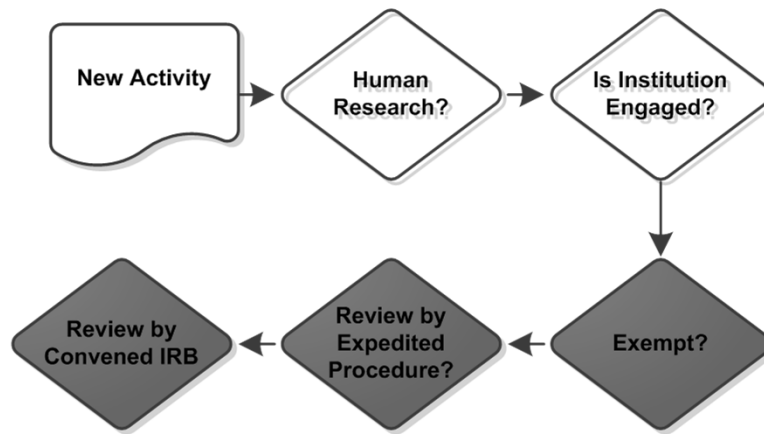 New Activity
Human
Research?
Is Institution
Engaged?
Exempt?
Review by
Expedited
Procedure?
Review by
Convened IRB